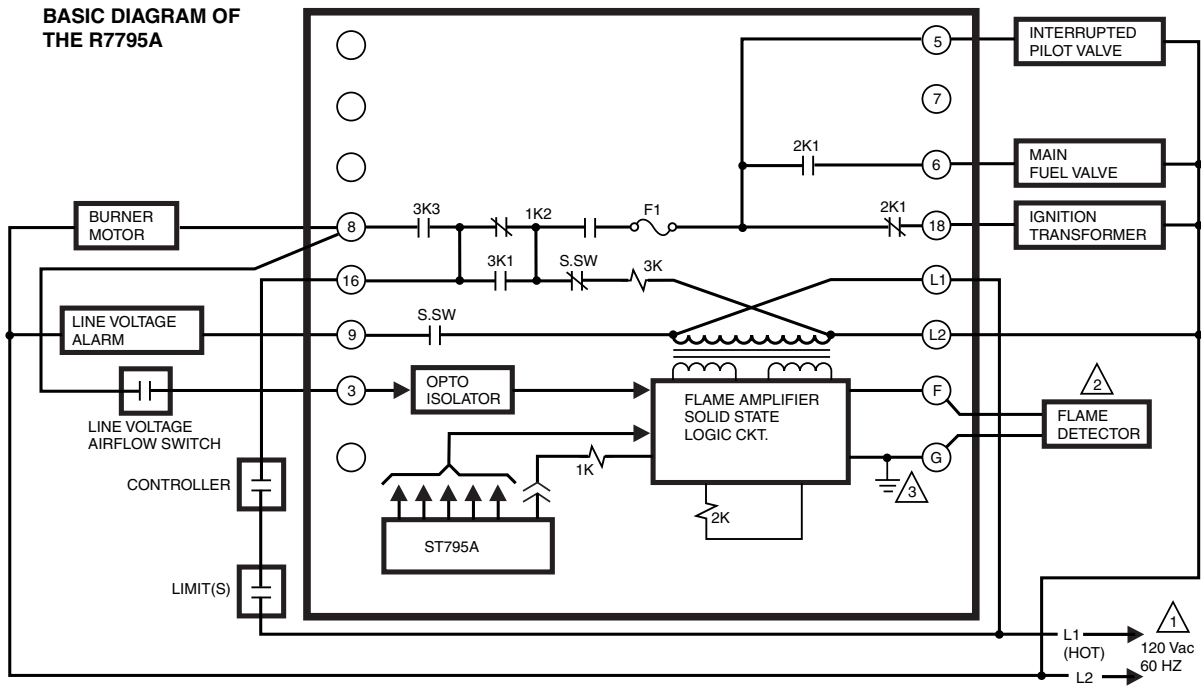 BASIC DIAGRAM OF
THE R7795A
5
INTERRUPTED
PILOT VALVE
7
2K1
6
MAIN
FUEL VALVE
BURNER
MOTOR
8
3K3
1K2
F1
2K1
18
IGNITION
TRANSFORMER
16
3K1
S.SW
3K
L1
LINE VOLTAGE
ALARM
9
S.SW
L2
LINE VOLTAGE
AIRFLOW SWITCH
3
OPTO
ISOLATOR
FLAME AMPLIFIER
SOLID STATE
LOGIC CKT.
F
2
FLAME
DETECTOR
G
3
CONTROLLER
1K
2K
ST795A
LIMIT(S)
L1
(HOT)
1
120 Vac
60 HZ
L2